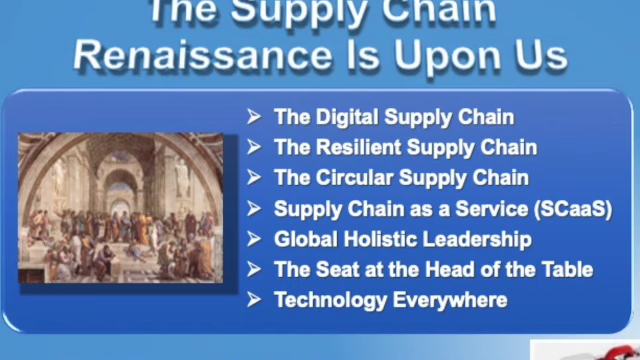 The Supply Chain
Renaissance Is Upon Us
➢ The Digital Supply Chain
➢ The Resilient Supply Chain
➢ The Circular Supply Chain
➢ Supply Chain as a Service (SCaaS)
➢ Global Holistic Leadership
➢ The Seat at the Head of the Table
➢ Technology Everywhere